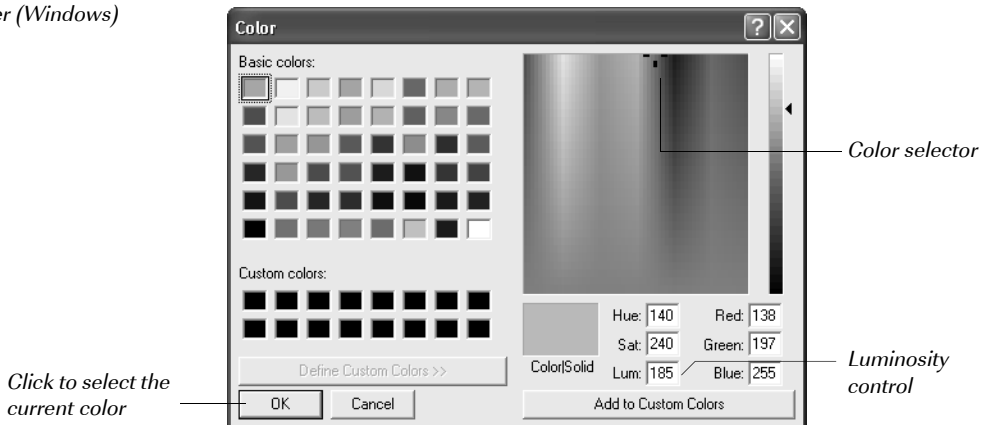 er (Windows)
Color
Basic colors:
Color selector
Custom colors:
Hue: 140 Red: 138
Sat: 240 Green: 197
Color|Solid
Lum: 185 Blue: 255
Luminosity
control
Define Custom Colors >>
Click to select the
current color
OK Cancel Add to Custom Colors